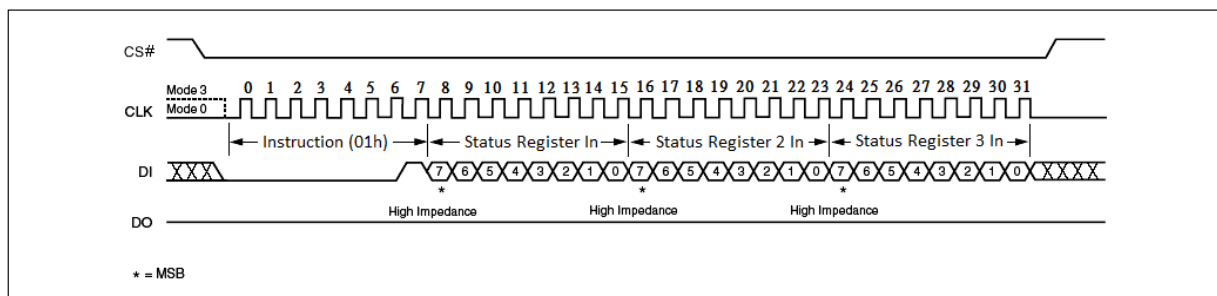 CS#
Mode 3 0 1 2 3 4 5 6 7 8 9 10 11 12 13 14 15 16 17 18 19 20 21 22 23 24 25 26 27 28 29 30 31
CLK Mode 0
Instruction (01h) Status Register In Status Register 2 In Status Register 3 In
DI 7 6 5 4 3 2 1 0 7 6 5 4 3 2 1 0 7 6 5 4 3 2 1 0
* * *
High Impedance High Impedance High Impedance
DO
* = MSB